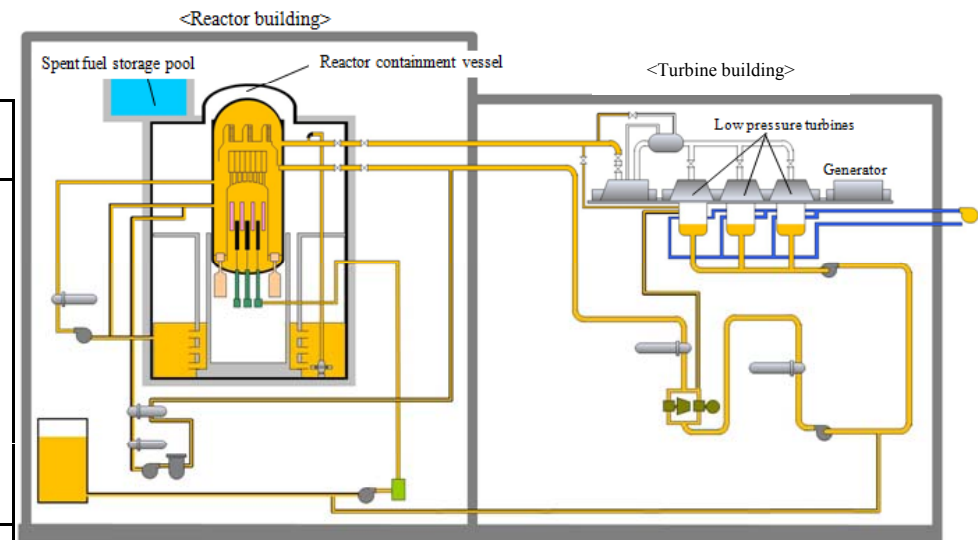 <Reactor building>
Spent fuel storage pool
Reactor containment vessel
<Turbine building>
Low pressure turbines
Generator